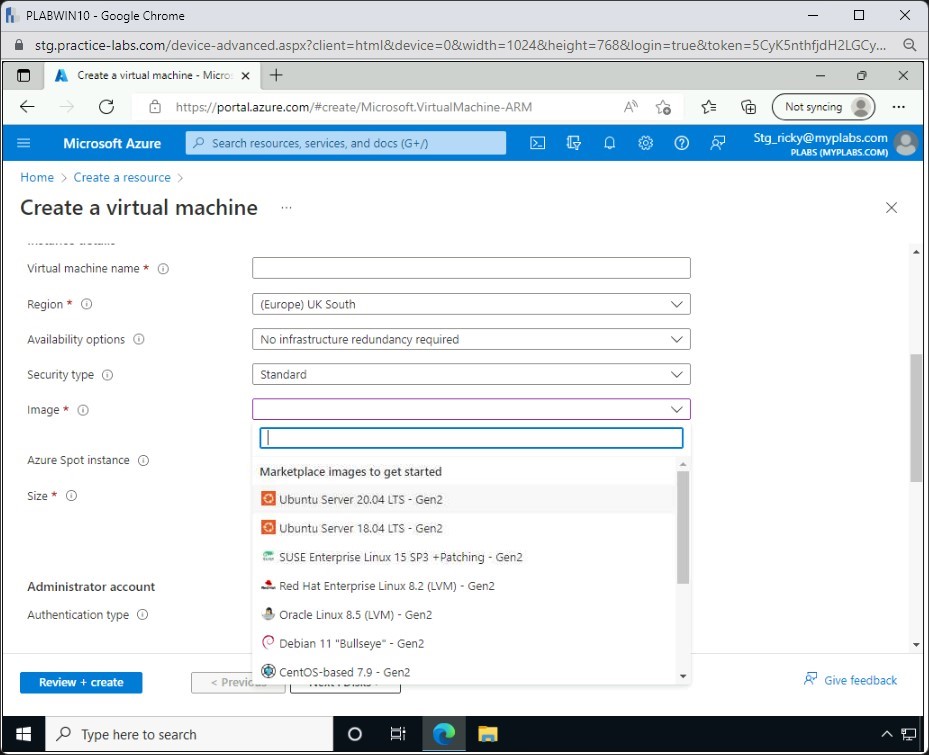 PLABWIN10 - Google Chrome
stg.practice-labs.com/device-advanced.aspx?client=html&device=0&width=1024&height=768&login=true&token=5CyK5nthfjdH2LGCy...
Create a virtual machine - Micros
https://portal.azure.com/#create/Microsoft.VirtualMachine-ARM
Not syncing
Microsoft Azure
Search resources, services, and docs (G+/)
Stg_ricky@myplabs.com
PLABS (MYPLABS.COM)
Home > Create a resource >
Create a virtual machine ...
Virtual machine name *
Region *
(Europe) UK South
Availability options
No infrastructure redundancy required
Security type
Standard
Image *
Azure Spot instance
Marketplace images to get started
Size *
Ubuntu Server 20.04 LTS - Gen2
Ubuntu Server 18.04 LTS - Gen2
SUSE Enterprise Linux 15 SP3 +Patching - Gen2
Administrator account
Red Hat Enterprise Linux 8.2 (LVM) - Gen2
Authentication type
Oracle Linux 8.5 (LVM) - Gen2
Debian 11 "Bullseye" - Gen2
CentOS-based 7.9 - Gen2
Review + create
< Previou
Give feedback
Type here to search